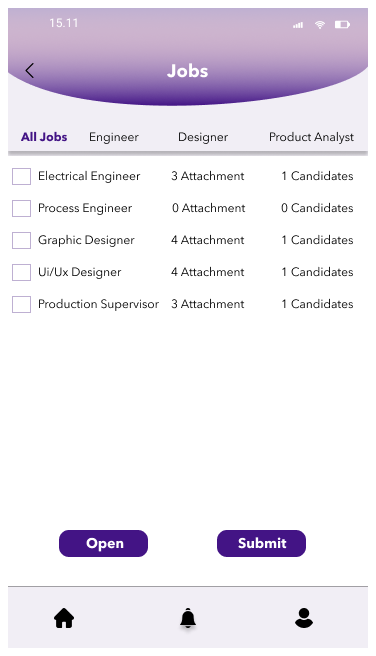 15.11
Jobs
All Jobs Engineer Designer Product Analyst
Electrical Engineer 3 Attachment 1 Candidates
Process Engineer 0 Attachment 0 Candidates
Graphic Designer 4 Attachment 1 Candidates
Ui/Ux Designer 4 Attachment 1 Candidates
Production Supervisor 3 Attachment 1 Candidates
Open Submit